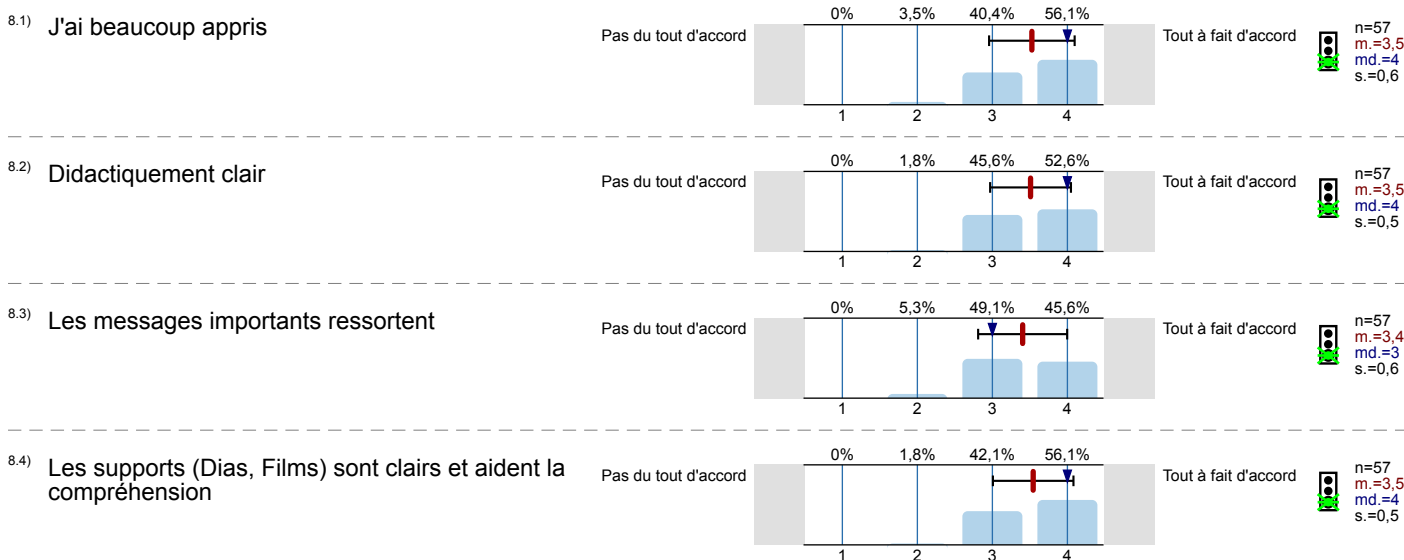 8.1) J'ai beaucoup appris
Pas du tout d'accord
0% 3,5% 40,4% 56,1%
1 2 3 4
Tout à fait d'accord
n=57
m.=3,5
md.=4
s.=0,6
8.2) Didactiquement clair
Pas du tout d'accord
0% 1,8% 45,6% 52,6%
1 2 3 4
Tout à fait d'accord
n=57
m.=3,5
md.=4
s.=0,5
8.3) Les messages importants ressortent
Pas du tout d'accord
0% 5,3% 49,1% 45,6%
1 2 3 4
Tout à fait d'accord
n=57
m.=3,4
md.=3
s.=0,6
8.4) Les supports (Dias, Films) sont clairs et aident la
compréhension
Pas du tout d'accord
0% 1,8% 42,1% 56,1%
1 2 3 4
Tout à fait d'accord
n=57
m.=3,5
md.=4
s.=0,5